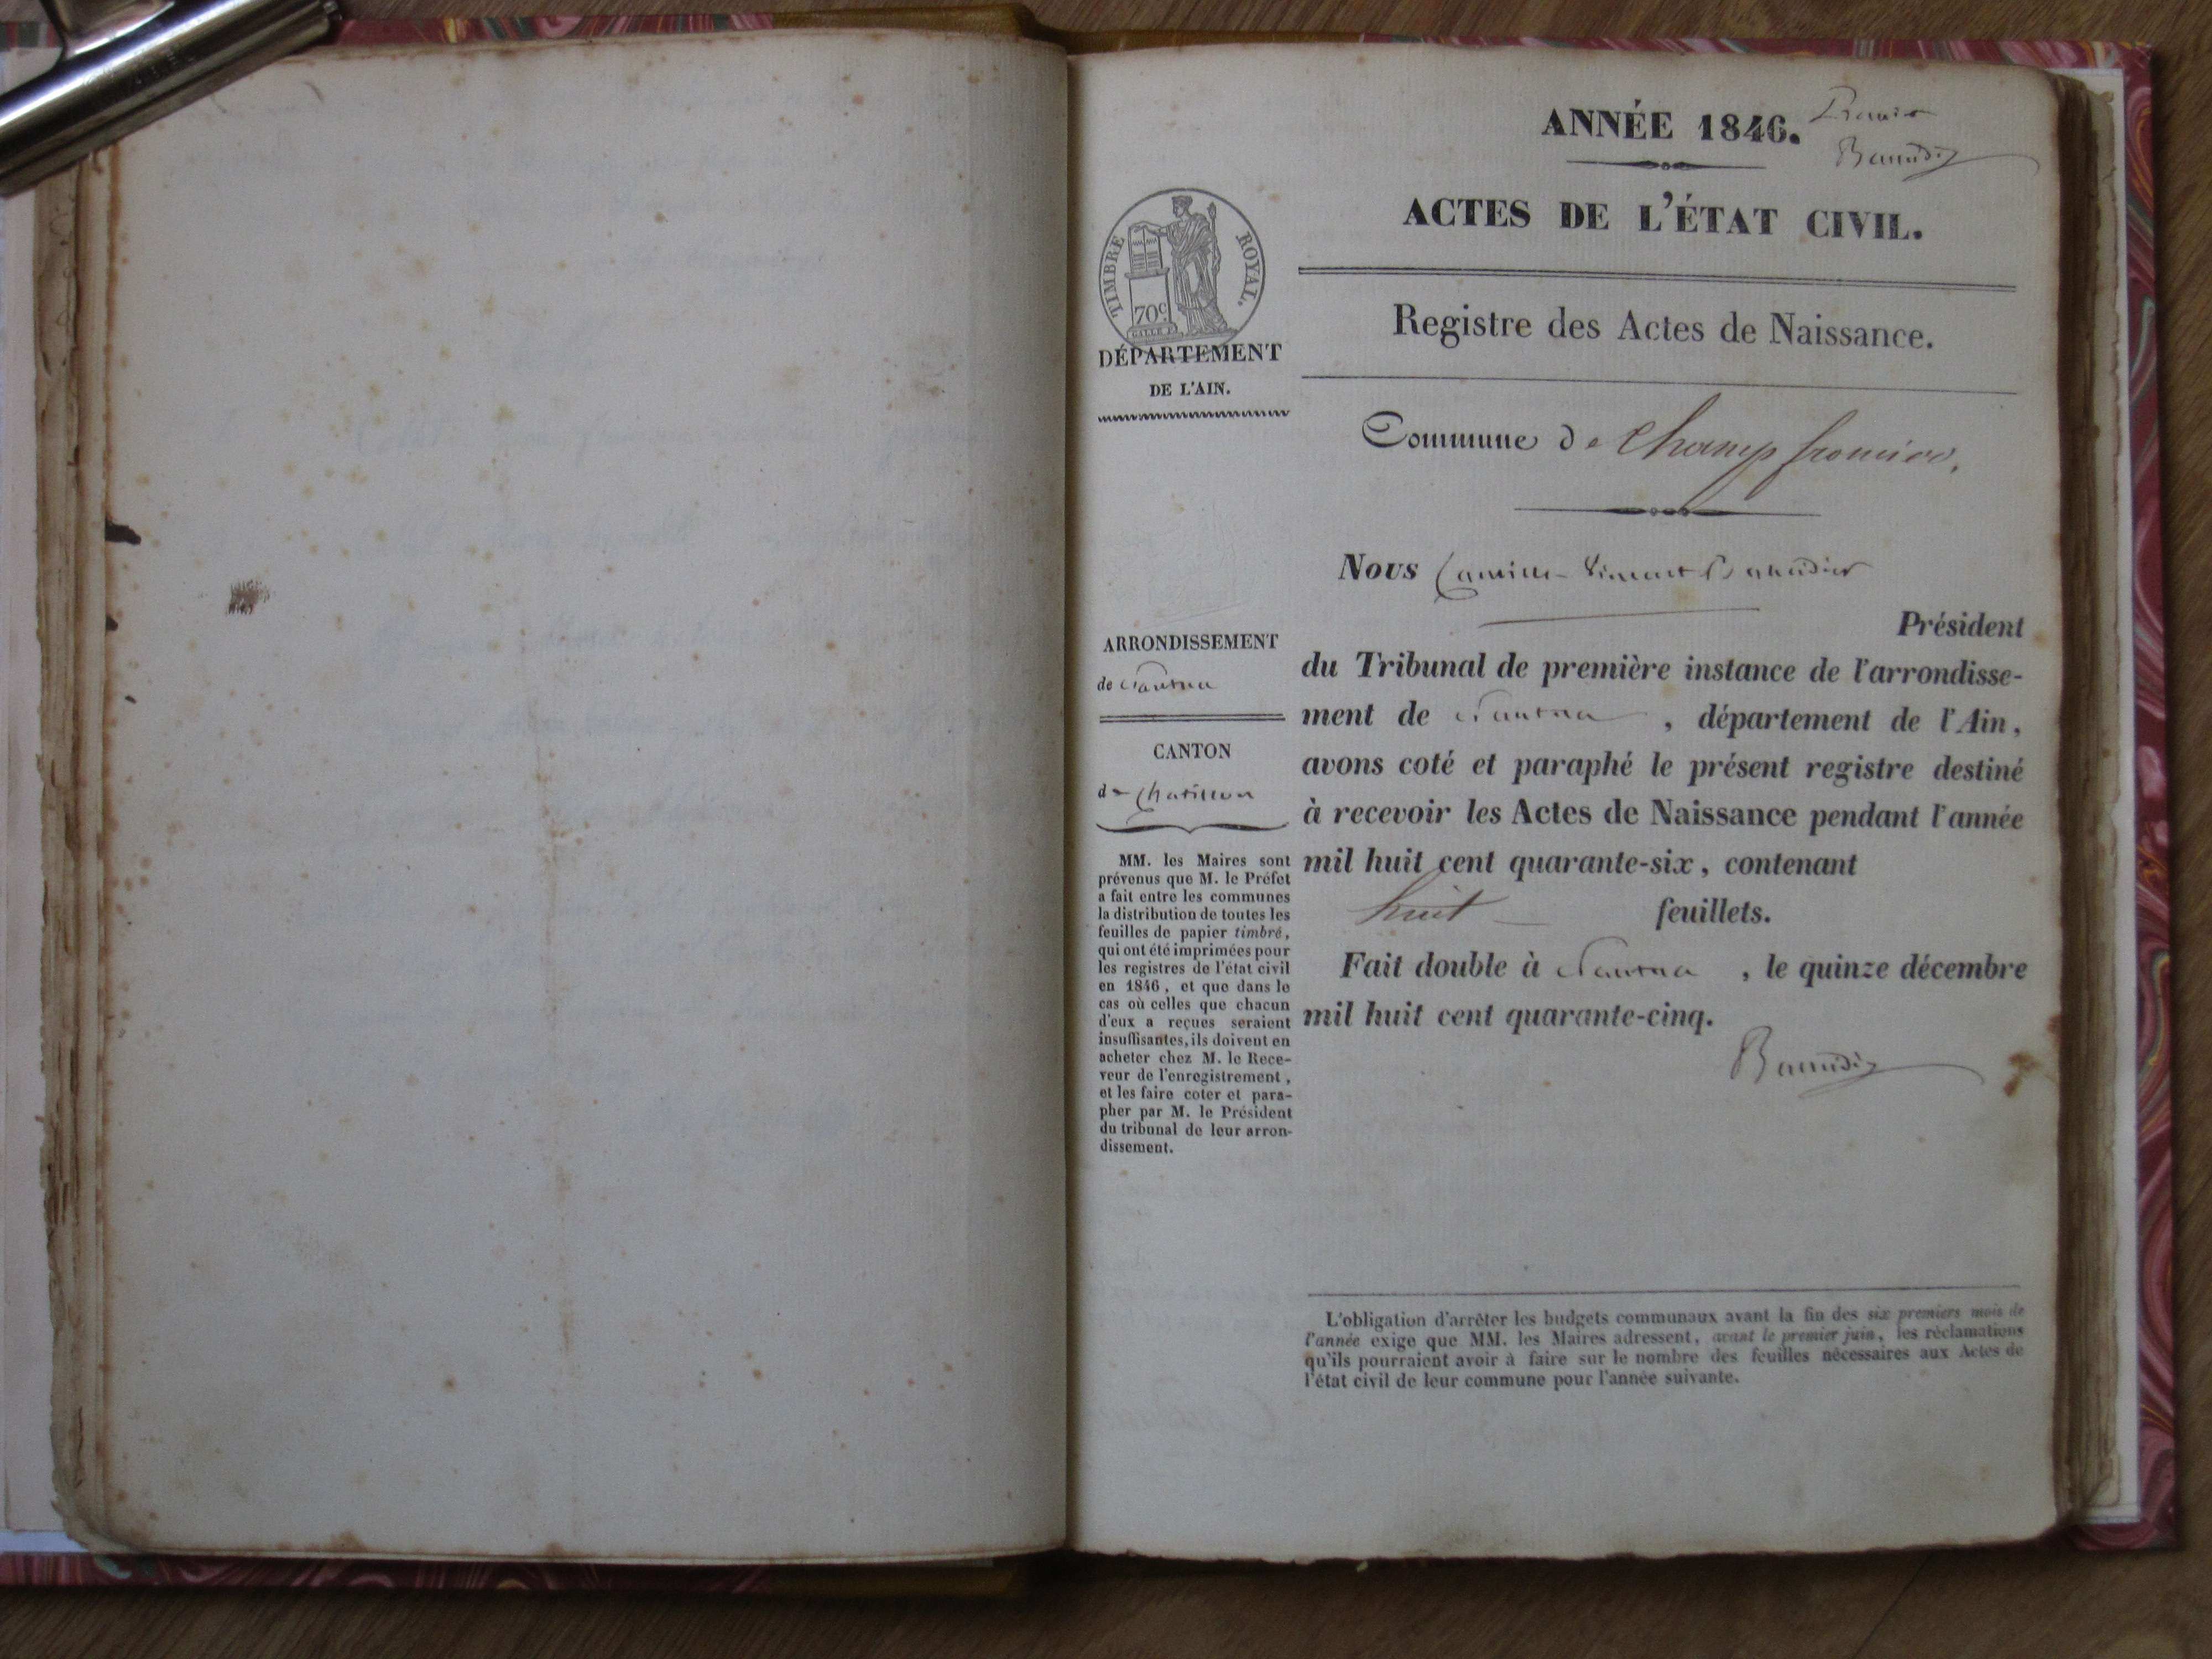 ANNÉE 1846.
Premier
ACTES DE L'ÉTAT CIVIL.
TIMBRE ROYAL.
70c
DÉPARTEMENT
DE L'AIN.
Registre des Actes de Naissance.
Commune de Champfromier.
Nous Camille Vincent
Président
du Tribunal de première instance de l'arrondisse-
ment de Nantua, département de l'Ain,
avons coté et paraphé le présent registre destiné
à recevoir les Actes de Naissance pendant l'année
mil huit cent quarante-six, contenant
huit feuillets.
Fait double à Nantua, le quinze décembre
mil huit cent quarante-cinq.
ARRONDISSEMENT
de Nantua
CANTON
de Chatillon
MM. les Maires sont
prévenus que M. le Préfet
a fait entre les communes
la distribution de toutes les
feuilles de papier timbré,
qui ont été imprimées pour
les registres de l'état civil
en 1846, et que dans le
cas où celles que chacun
d'eux a reçues seraient
insuffisantes, ils doivent en
acheter chez M. le Rece-
veur de l'enregistrement,
et les faire coter et para-
pher par M. le Président
du tribunal de leur arron-
dissement.
L'obligation d'arrêter les budgets communaux avant la fin des six premiers mois de
l'année exige que MM. les Maires adressent, avant le premier juin, les réclamations
qu'ils pourraient avoir à faire sur le nombre des feuilles nécessaires aux Actes de
l'état civil de leur commune pour l'année suivante.